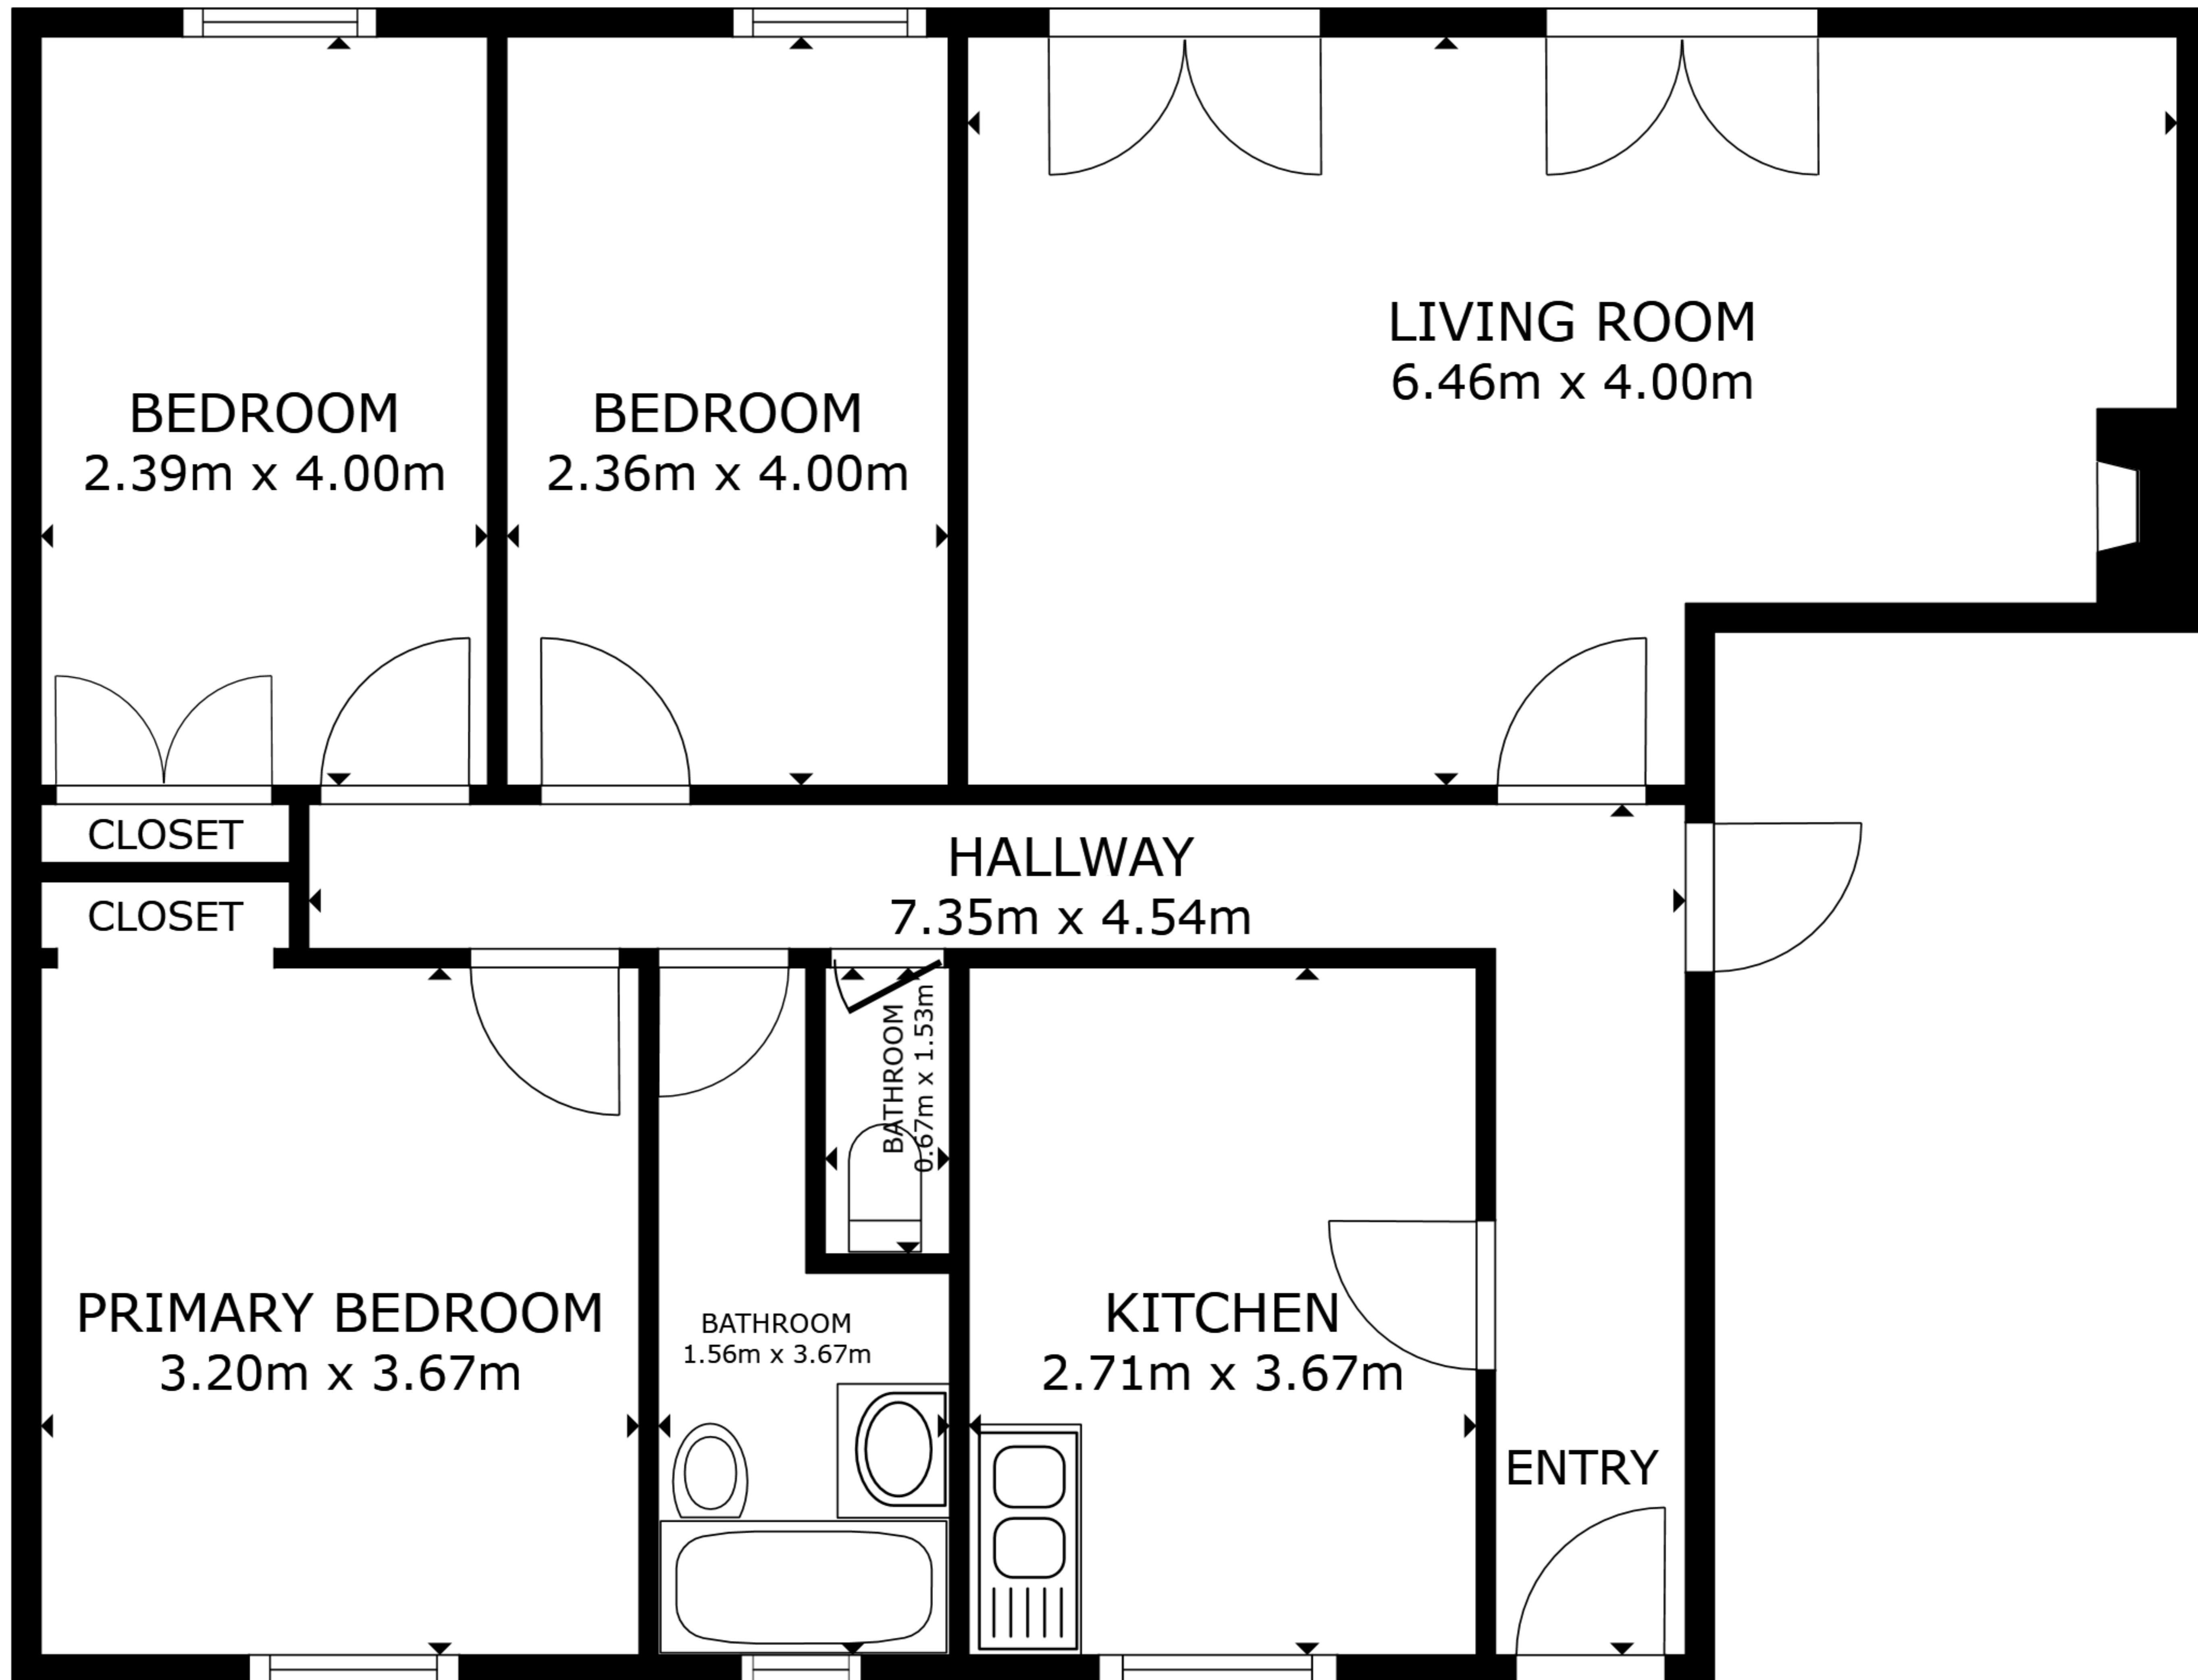 LIVING ROOM
6.46m x 4.00m
BEDROOM
2.39m x 4.00m
BEDROOM
2.36m x 4.00m
CLOSET
CLOSET
HALLWAY
7.35m x 4.54m
BATHROOM
0.67m x 1.53m
PRIMARY BEDROOM
3.20m x 3.67m
BATHROOM
1.56m x 3.67m
KITCHEN
2.71m x 3.67m
ENTRY